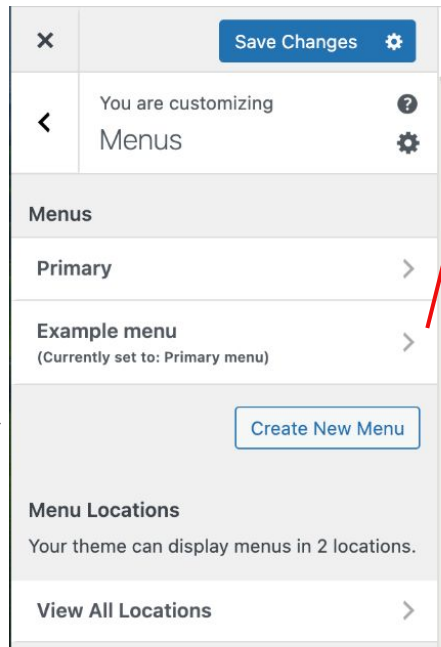 Save Changes
You are customizing
Menus
Menus
Primary
Example menu
(Currently set to: Primary menu)
Create New Menu
Menu Locations
Your theme can display menus in 2 locations.
View All Locations